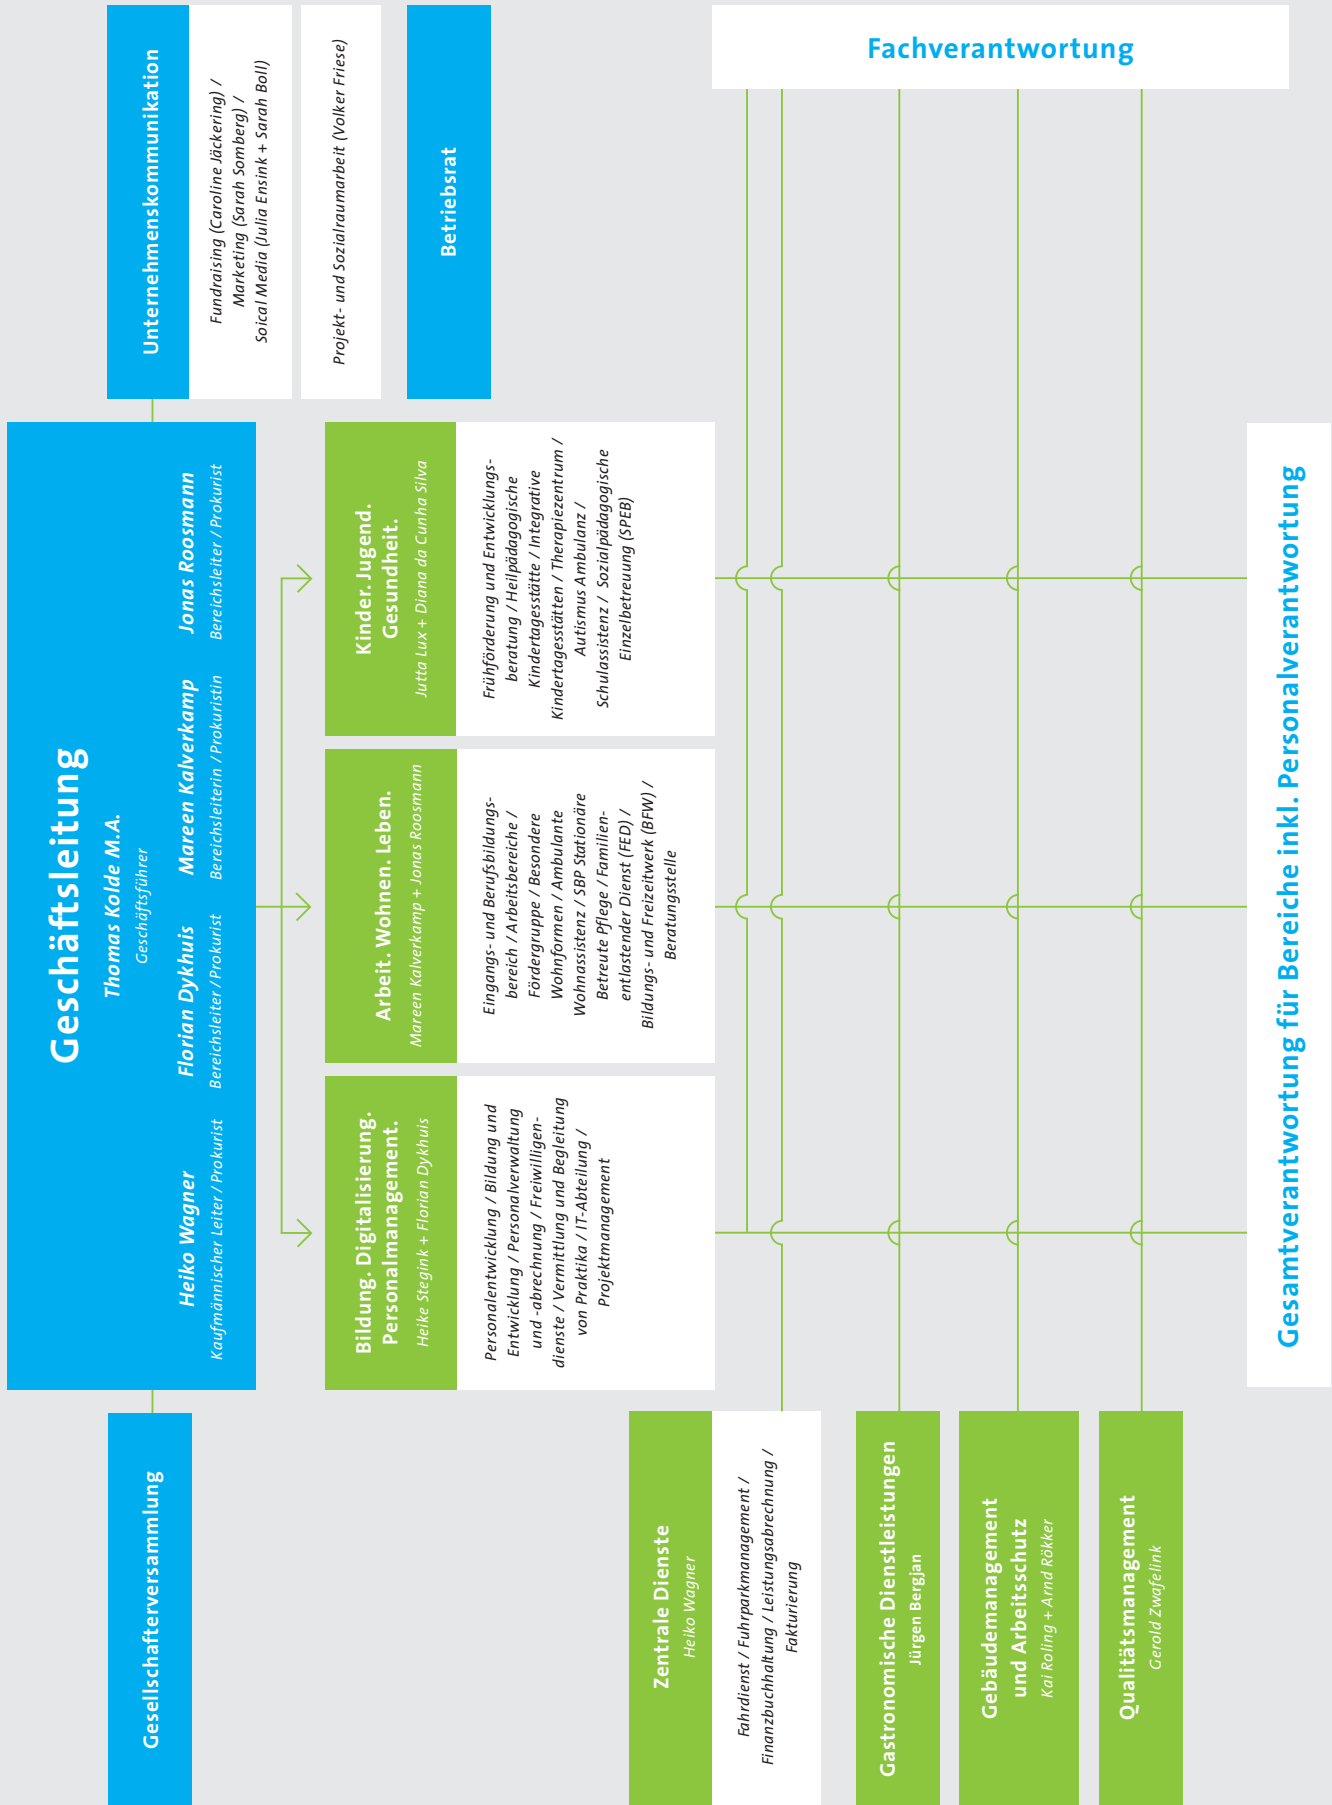 Gesellschafterversammlung
Geschäftsleitung
Thomas Kolde M.A.
Geschäftsführer
Heiko Wagner
Kaufmännischer Leiter / Prokurist
Florian Dykhuis
Bereichsleiter / Prokurist
Mareen Kalverkamp
Bereichsleiterin / Prokuristin
Jonas Roosmann
Bereichsleiter / Prokurist
Unternehmenskommunikation
Fundraising (Caroline Jäckering) /
Marketing (Sarah Somberg) /
Soical Media (Julia Ensink + Sarah Boll)
Projekt- und Sozialraumarbeit (Volker Friese)
Betriebsrat
Bildung. Digitalisierung.
Personalmanagement.
Heike Stegink + Florian Dykhuis
Personalentwicklung / Bildung und
Entwicklung / Personalverwaltung
und -abrechnung / Freiwilligen-
dienste / Vermittlung und Begleitung
von Praktika / IT-Abteilung /
Projektmanagement
Arbeit. Wohnen. Leben.
Mareen Kalverkamp + Jonas Roosmann
Eingangs- und Berufsbildungs-
bereich / Arbeitsbereiche /
Fördergruppe / Besondere
Wohnformen / Ambulante
Wohnassistenz / SBP Stationäre
Betreute Pflege / Familien-
entlastender Dienst (FED) /
Bildungs- und Freizeitwerk (BFW) /
Beratungsstelle
Kinder. Jugend.
Gesundheit.
Jutta Lux + Diana da Cunha Silva
Frühförderung und Entwicklungs-
beratung / Heilpädagogische
Kindertagesstätte / Integrative
Kindertagesstätten / Therapiezentrum /
Autismus Ambulanz /
Schulassistenz / Sozialpädagogische
Einzelbetreuung (SPEB)
Zentrale Dienste
Heiko Wagner
Fahrdienst / Fuhrparkmanagement /
Finanzbuchhaltung / Leistungsabrechnung /
Fakturierung
Gastronomische Dienstleistungen
Jürgen Bergjan
Gebäudemanagement
und Arbeitsschutz
Kai Roling + Arnd Rökker
Qualitätsmanagement
Gerold Zwafelink
Fachverantwortung
Gesamtverantwortung für Bereiche inkl. Personalverantwortung